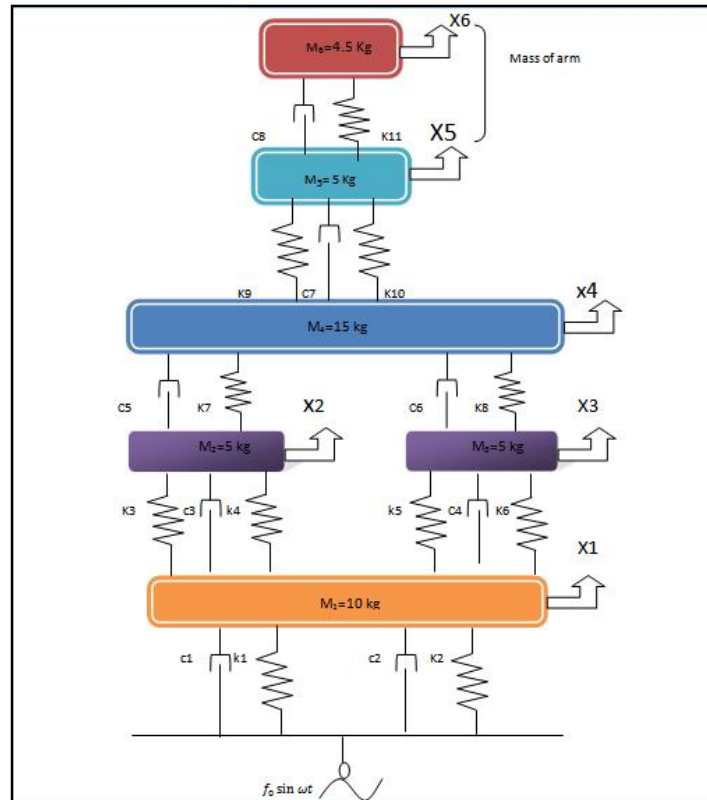 X6
M₆=4.5 Kg
Mass of arm
C8
K11
X5
M₅=5 Kg
K9
C7
K10
x4
M₄=15 kg
C5
K7
C6
K8
X2
X3
M₂=5 kg
M₃=5 kg
K3
c3
k4
k5
C4
K6
X1
M₁=10 kg
c1
k1
c2
K2
f₀ sin ωt